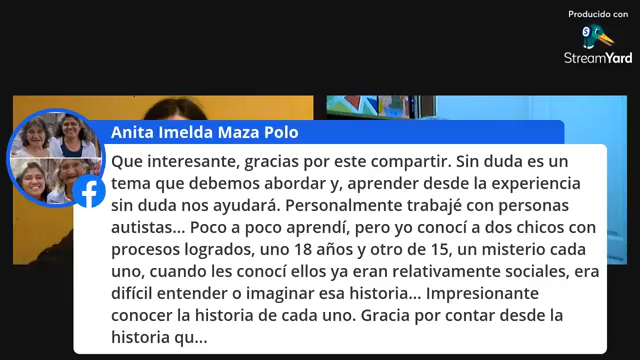 Producido con
StreamYard
Anita Imelda Maza Polo
Que interesante, gracias por este compartir. Sin duda es un
tema que debemos abordar y, aprender desde la experiencia
sin duda nos ayudará. Personalmente trabajé con personas
autistas... Poco a poco aprendí, pero yo conocí a dos chicos con
procesos logrados, uno 18 años y otro de 15, un misterio cada
uno, cuando les conocí ellos ya eran relativamente sociales, era
difícil entender o imaginar esa historia... Impresionante
conocer la historia de cada uno. Gracia por contar desde la
historia qu...